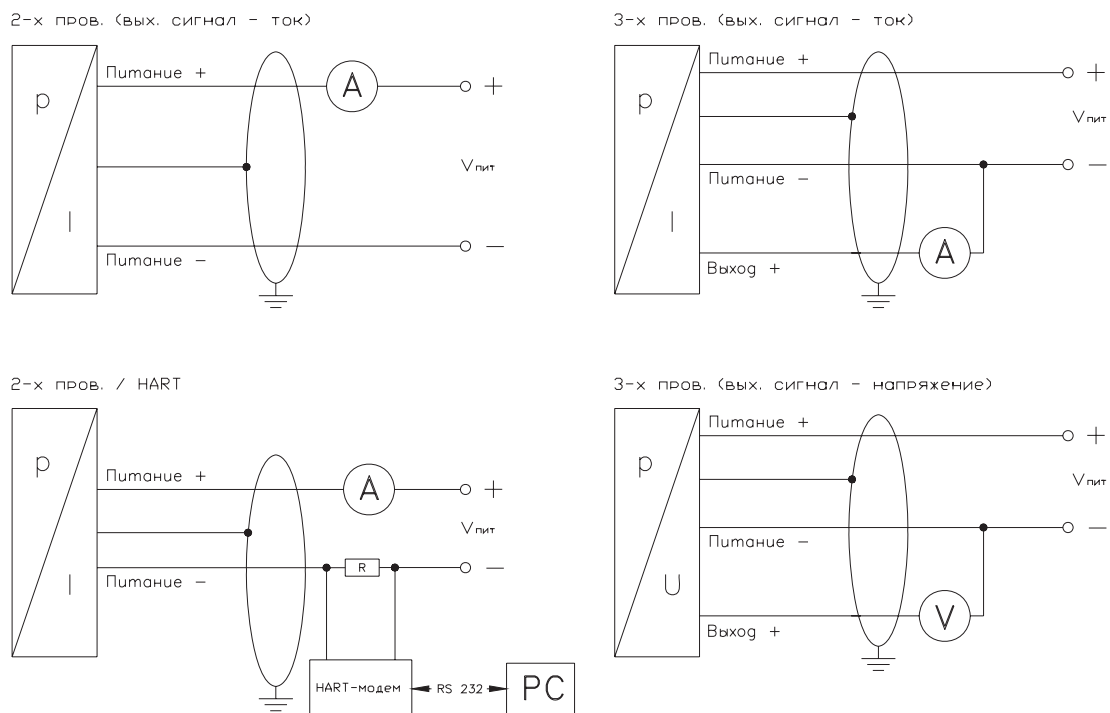 2-х пров. (вых. сигнал - ток)
p
I
Питание +
A
+
Vпит
Питание -
-
3-х пров. (вых. сигнал - ток)
p
I
Питание +
+
Vпит
Питание -
-
Выход +
A
2-х пров. / HART
p
I
Питание +
A
+
Vпит
Питание -
R
-
HART-модем
RS 232
PC
3-х пров. (вых. сигнал - напряжение)
p
U
Питание +
+
Vпит
Питание -
-
Выход +
V